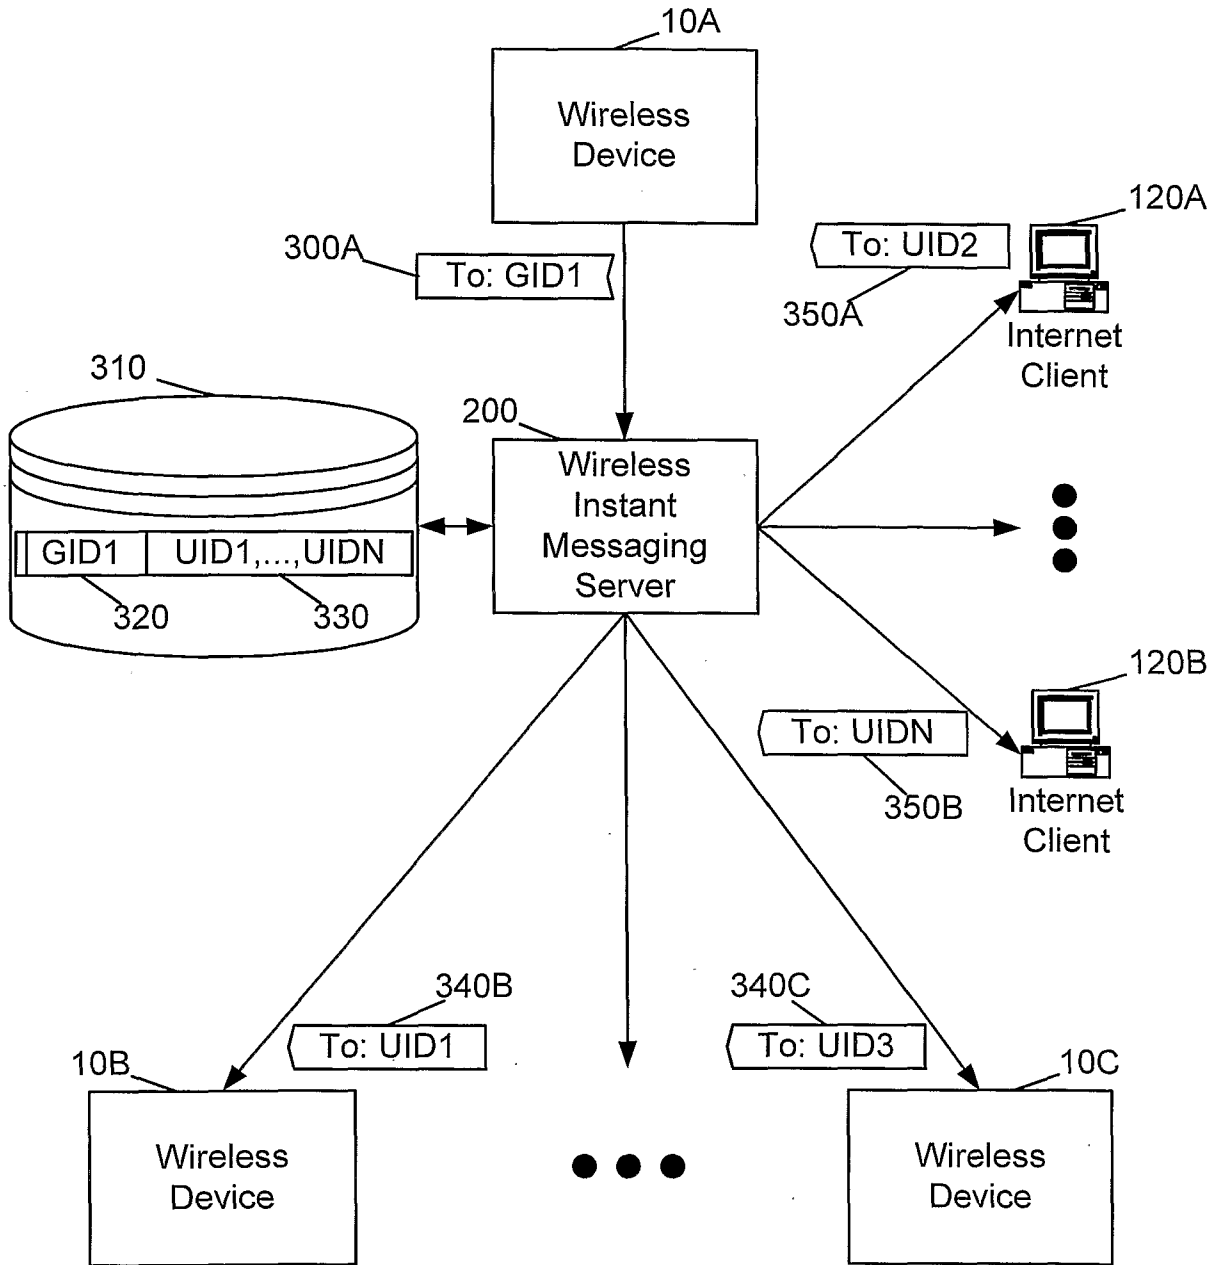 10A
Wireless
Device
300A
To: GID1
To: UID2
120A
350A
Internet
Client
310
200
Wireless
Instant
Messaging
Server
GID1
UID1,...,UIDN
320
330
120B
To: UIDN
350B
Internet
Client
340B
To: UID1
340C
To: UID3
10B
Wireless
Device
10C
Wireless
Device